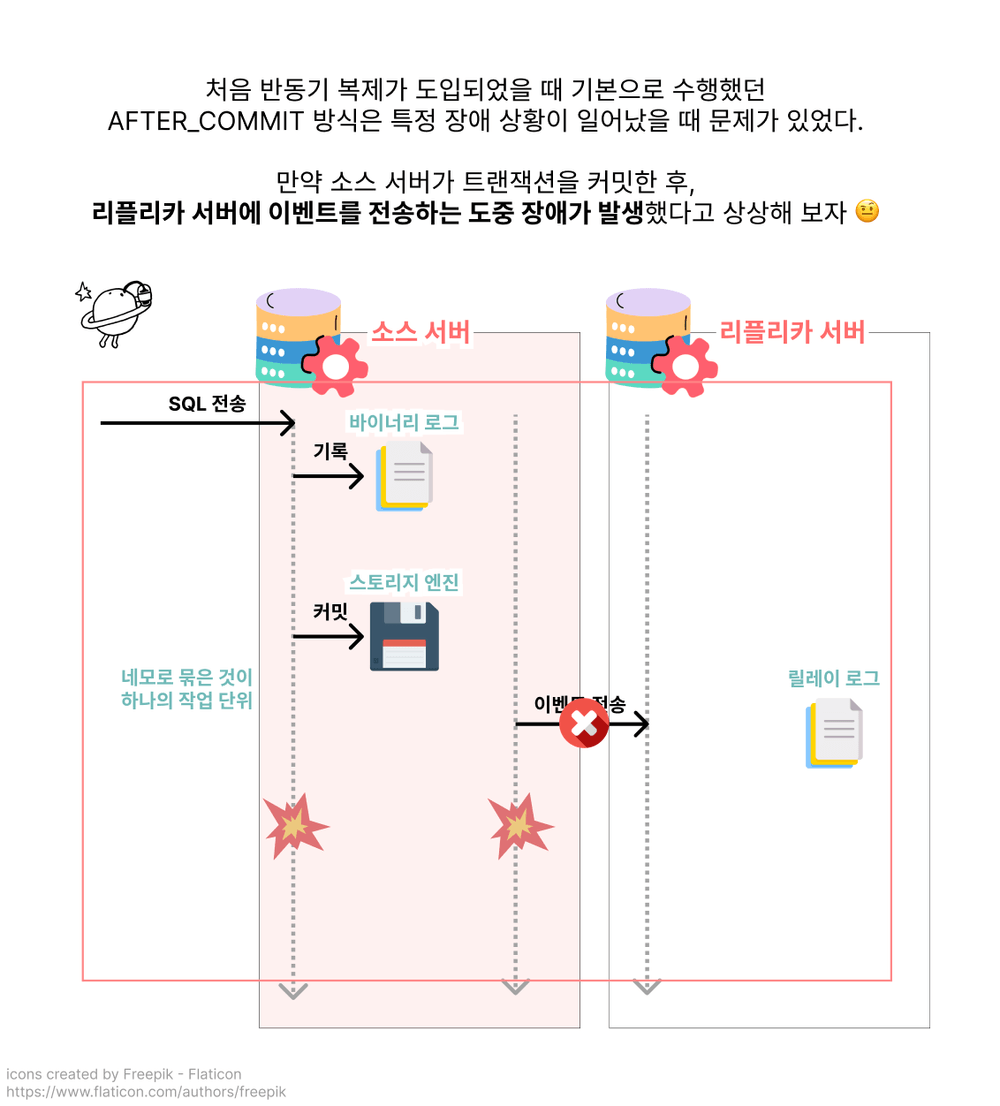 처음 반동기 복제가 도입되었을 때 기본으로 수행했던
AFTER_COMMIT 방식은 특정 장애 상황이 일어났을 때 문제가 있었다.
만약 소스 서버가 트랜잭션을 커밋한 후,
리플리카 서버에 이벤트를 전송하는 도중 장애가 발생했다고 상상해 보자 🤨
소스 서버
리플리카 서버
SQL 전송
바이너리 로그
기록
스토리지 엔진
커밋
네모로 묶은 것이
하나의 작업 단위
이벤트 전송
릴레이 로그
icons created by Freepik - Flaticon
https://www.flaticon.com/authors/freepik